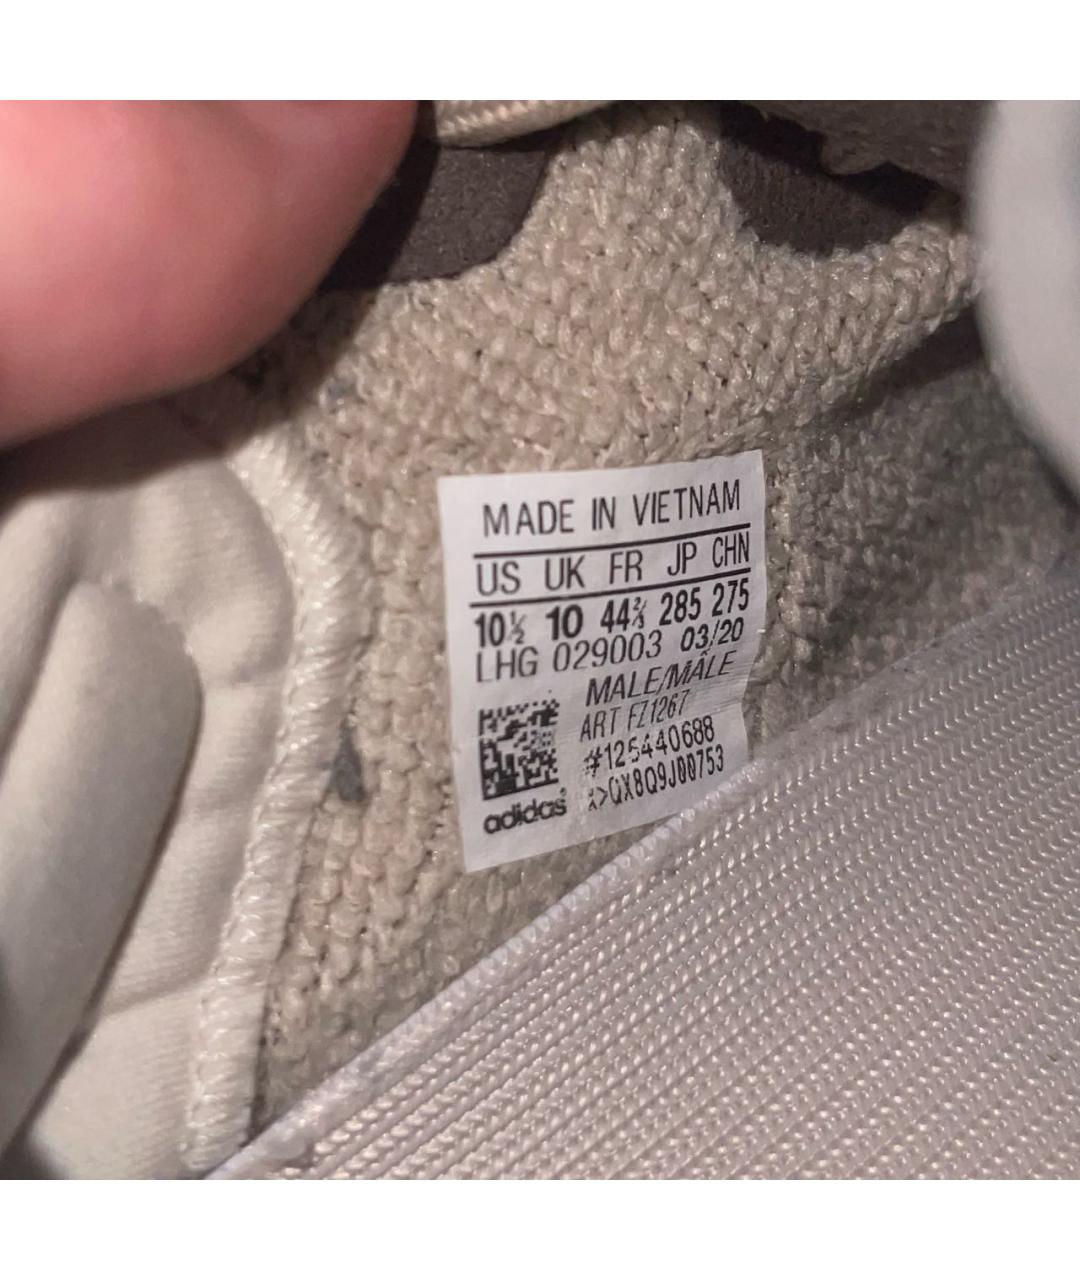 MADE IN VIETNAM
US UK FR JP CHN
10½ 10 44⅔ 285 275
LHG 029003 03/20
MALE/MÂLE
ART FZ1267
#125440688
QX8Q9J00753
adidas